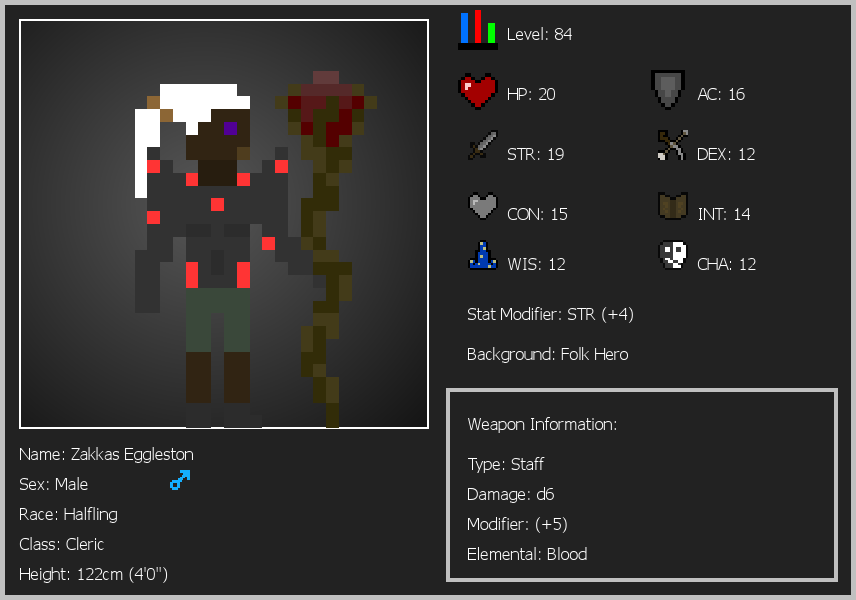 Level: 84
HP: 20
AC: 16
STR: 19
DEX: 12
CON: 15
INT: 14
WIS: 12
CHA: 12
Stat Modifier: STR (+4)
Background: Folk Hero
Weapon Information:
Type: Staff
Damage: d6
Modifier: (+5)
Elemental: Blood
Name: Zakkas Eggleston
Sex: Male
Race: Halfling
Class: Cleric
Height: 122cm (4'0")